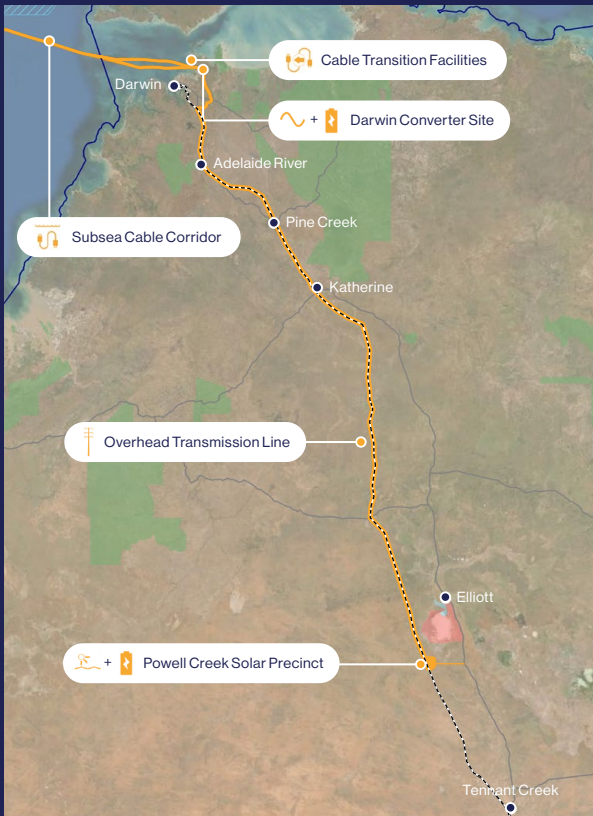 Cable Transition Facilities
Darwin
+ Darwin Converter Site
Adelaide River
Pine Creek
Subsea Cable Corridor
Katherine
Overhead Transmission Line
Elliott
+ Powell Creek Solar Precinct
Tennant Creek